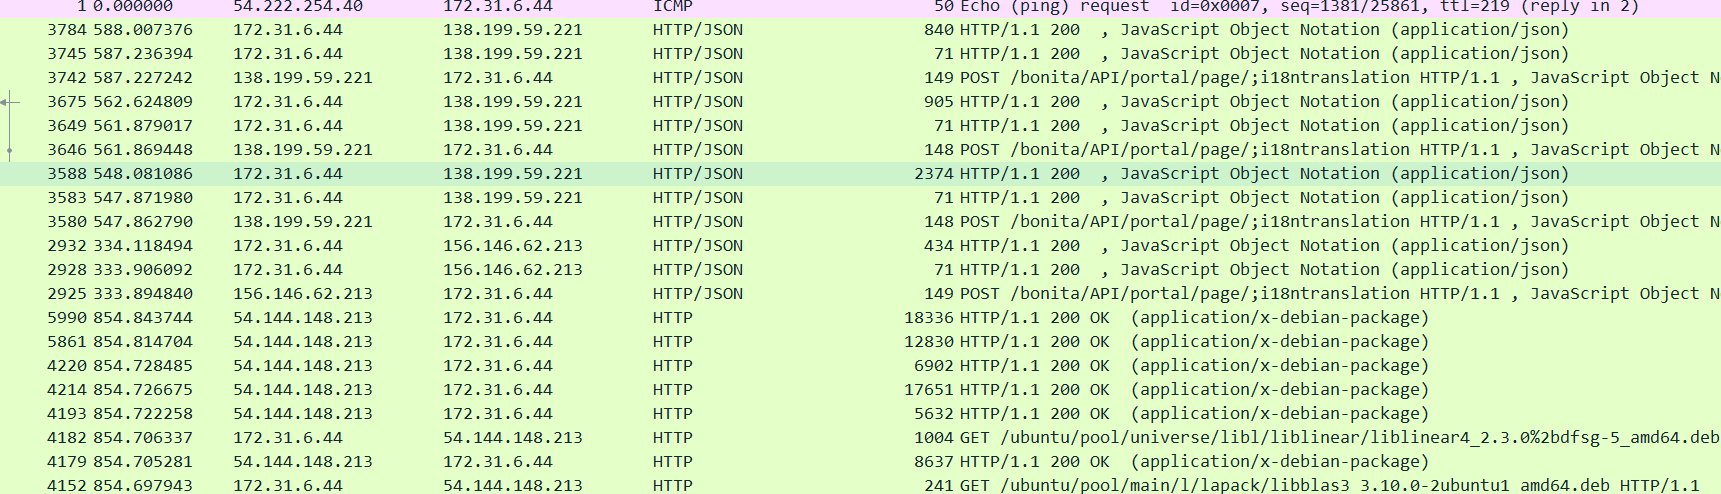 1 0.000000 54.222.254.40 172.31.6.44 ICMP 50 Echo (ping) request id=0x0007, seq=1381/25861, ttl=219 (reply in 2)
3784 588.007376 172.31.6.44 138.199.59.221 HTTP/JSON 840 HTTP/1.1 200 , JavaScript Object Notation (application/json)
3745 587.236394 172.31.6.44 138.199.59.221 HTTP/JSON 71 HTTP/1.1 200 , JavaScript Object Notation (application/json)
3742 587.227242 138.199.59.221 172.31.6.44 HTTP/JSON 149 POST /bonita/API/portal/page/;i18ntranslation HTTP/1.1 , JavaScript Object N
3675 562.624809 172.31.6.44 138.199.59.221 HTTP/JSON 905 HTTP/1.1 200 , JavaScript Object Notation (application/json)
3649 561.879017 172.31.6.44 138.199.59.221 HTTP/JSON 71 HTTP/1.1 200 , JavaScript Object Notation (application/json)
3646 561.869448 138.199.59.221 172.31.6.44 HTTP/JSON 148 POST /bonita/API/portal/page/;i18ntranslation HTTP/1.1 , JavaScript Object N
3588 548.081086 172.31.6.44 138.199.59.221 HTTP/JSON 2374 HTTP/1.1 200 , JavaScript Object Notation (application/json)
3583 547.871980 172.31.6.44 138.199.59.221 HTTP/JSON 71 HTTP/1.1 200 , JavaScript Object Notation (application/json)
3580 547.862790 138.199.59.221 172.31.6.44 HTTP/JSON 148 POST /bonita/API/portal/page/;i18ntranslation HTTP/1.1 , JavaScript Object N
2932 334.118494 172.31.6.44 156.146.62.213 HTTP/JSON 434 HTTP/1.1 200 , JavaScript Object Notation (application/json)
2928 333.906092 172.31.6.44 156.146.62.213 HTTP/JSON 71 HTTP/1.1 200 , JavaScript Object Notation (application/json)
2925 333.894840 156.146.62.213 172.31.6.44 HTTP/JSON 149 POST /bonita/API/portal/page/;i18ntranslation HTTP/1.1 , JavaScript Object N
5990 854.843744 54.144.148.213 172.31.6.44 HTTP 18336 HTTP/1.1 200 OK (application/x-debian-package)
5861 854.814704 54.144.148.213 172.31.6.44 HTTP 12830 HTTP/1.1 200 OK (application/x-debian-package)
4220 854.728485 54.144.148.213 172.31.6.44 HTTP 6902 HTTP/1.1 200 OK (application/x-debian-package)
4214 854.726675 54.144.148.213 172.31.6.44 HTTP 17651 HTTP/1.1 200 OK (application/x-debian-package)
4193 854.722258 54.144.148.213 172.31.6.44 HTTP 5632 HTTP/1.1 200 OK (application/x-debian-package)
4182 854.706337 172.31.6.44 54.144.148.213 HTTP 1004 GET /ubuntu/pool/universe/libl/liblinear/liblinear4_2.3.0%2bdfsg-5_amd64.deb
4179 854.705281 54.144.148.213 172.31.6.44 HTTP 8637 HTTP/1.1 200 OK (application/x-debian-package)
4152 854.697943 172.31.6.44 54.144.148.213 HTTP 241 GET /ubuntu/pool/main/l/lapack/libblas3_3.10.0-2ubuntu1_amd64.deb HTTP/1.1